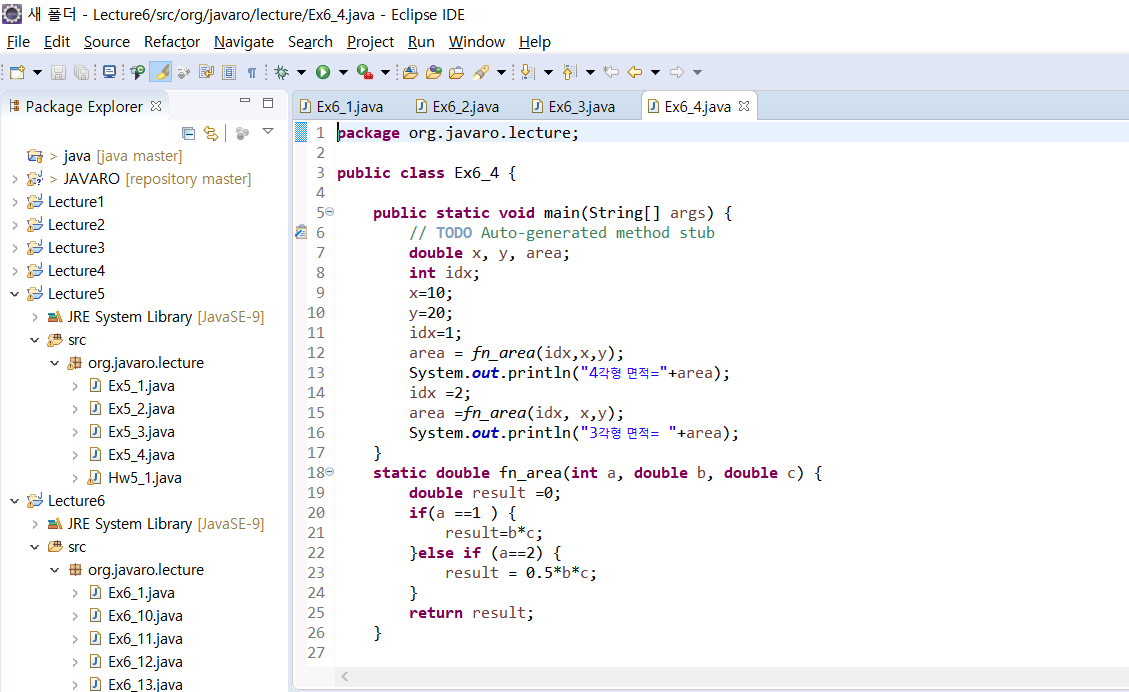 새 폴더 - Lecture6/src/org/javaro/lecture/Ex6_4.java - Eclipse IDE
File Edit Source Refactor Navigate Search Project Run Window Help
Package Explorer
> java [java master]
> JAVARO [repository master]
Lecture1
Lecture2
Lecture3
Lecture4
Lecture5
JRE System Library [JavaSE-9]
src
org.javaro.lecture
Ex5_1.java
Ex5_2.java
Ex5_3.java
Ex5_4.java
Hw5_1.java
Lecture6
JRE System Library [JavaSE-9]
src
org.javaro.lecture
Ex6_1.java
Ex6_10.java
Ex6_11.java
Ex6_12.java
Ex6_13.java
Ex6_1.java Ex6_2.java Ex6_3.java Ex6_4.java
1 package org.javaro.lecture;
2
3 public class Ex6_4 {
4
5 public static void main(String[] args) {
6 // TODO Auto-generated method stub
7 double x, y, area;
8 int idx;
9 x=10;
10 y=20;
11 idx=1;
12 area = fn_area(idx,x,y);
13 System.out.println("4각형 면적="+area);
14 idx =2;
15 area =fn_area(idx, x,y);
16 System.out.println("3각형 면적= "+area);
17 }
18 static double fn_area(int a, double b, double c) {
19 double result =0;
20 if(a ==1 ) {
21 result=b*c;
22 }else if (a==2) {
23 result = 0.5*b*c;
24 }
25 return result;
26 }
27